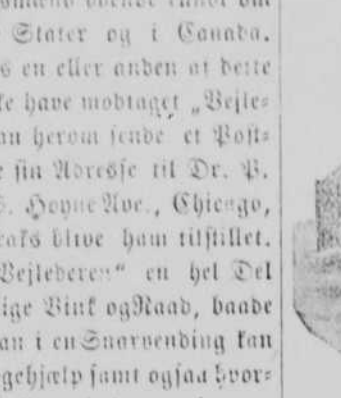 Stater og i Canada.
s en eller anden af dette
ke have modtaget „Vejle-
an herom sende et Post-
r sin Adresse til Dr. P.
S. Hoyne Ave., Chicago,
raks blive ham tilstillet.
Vejlederen“ en hel Del
ige Vink og Raad, baade
an i en Snarvending kan
gehjælp samt ogsaa hvor-